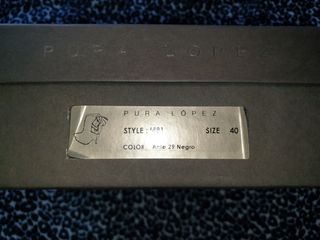 PURA LÓPEZ
PURA LÓPEZ
STYLE: SIZE 40
COLOR: Ante 29 Negro